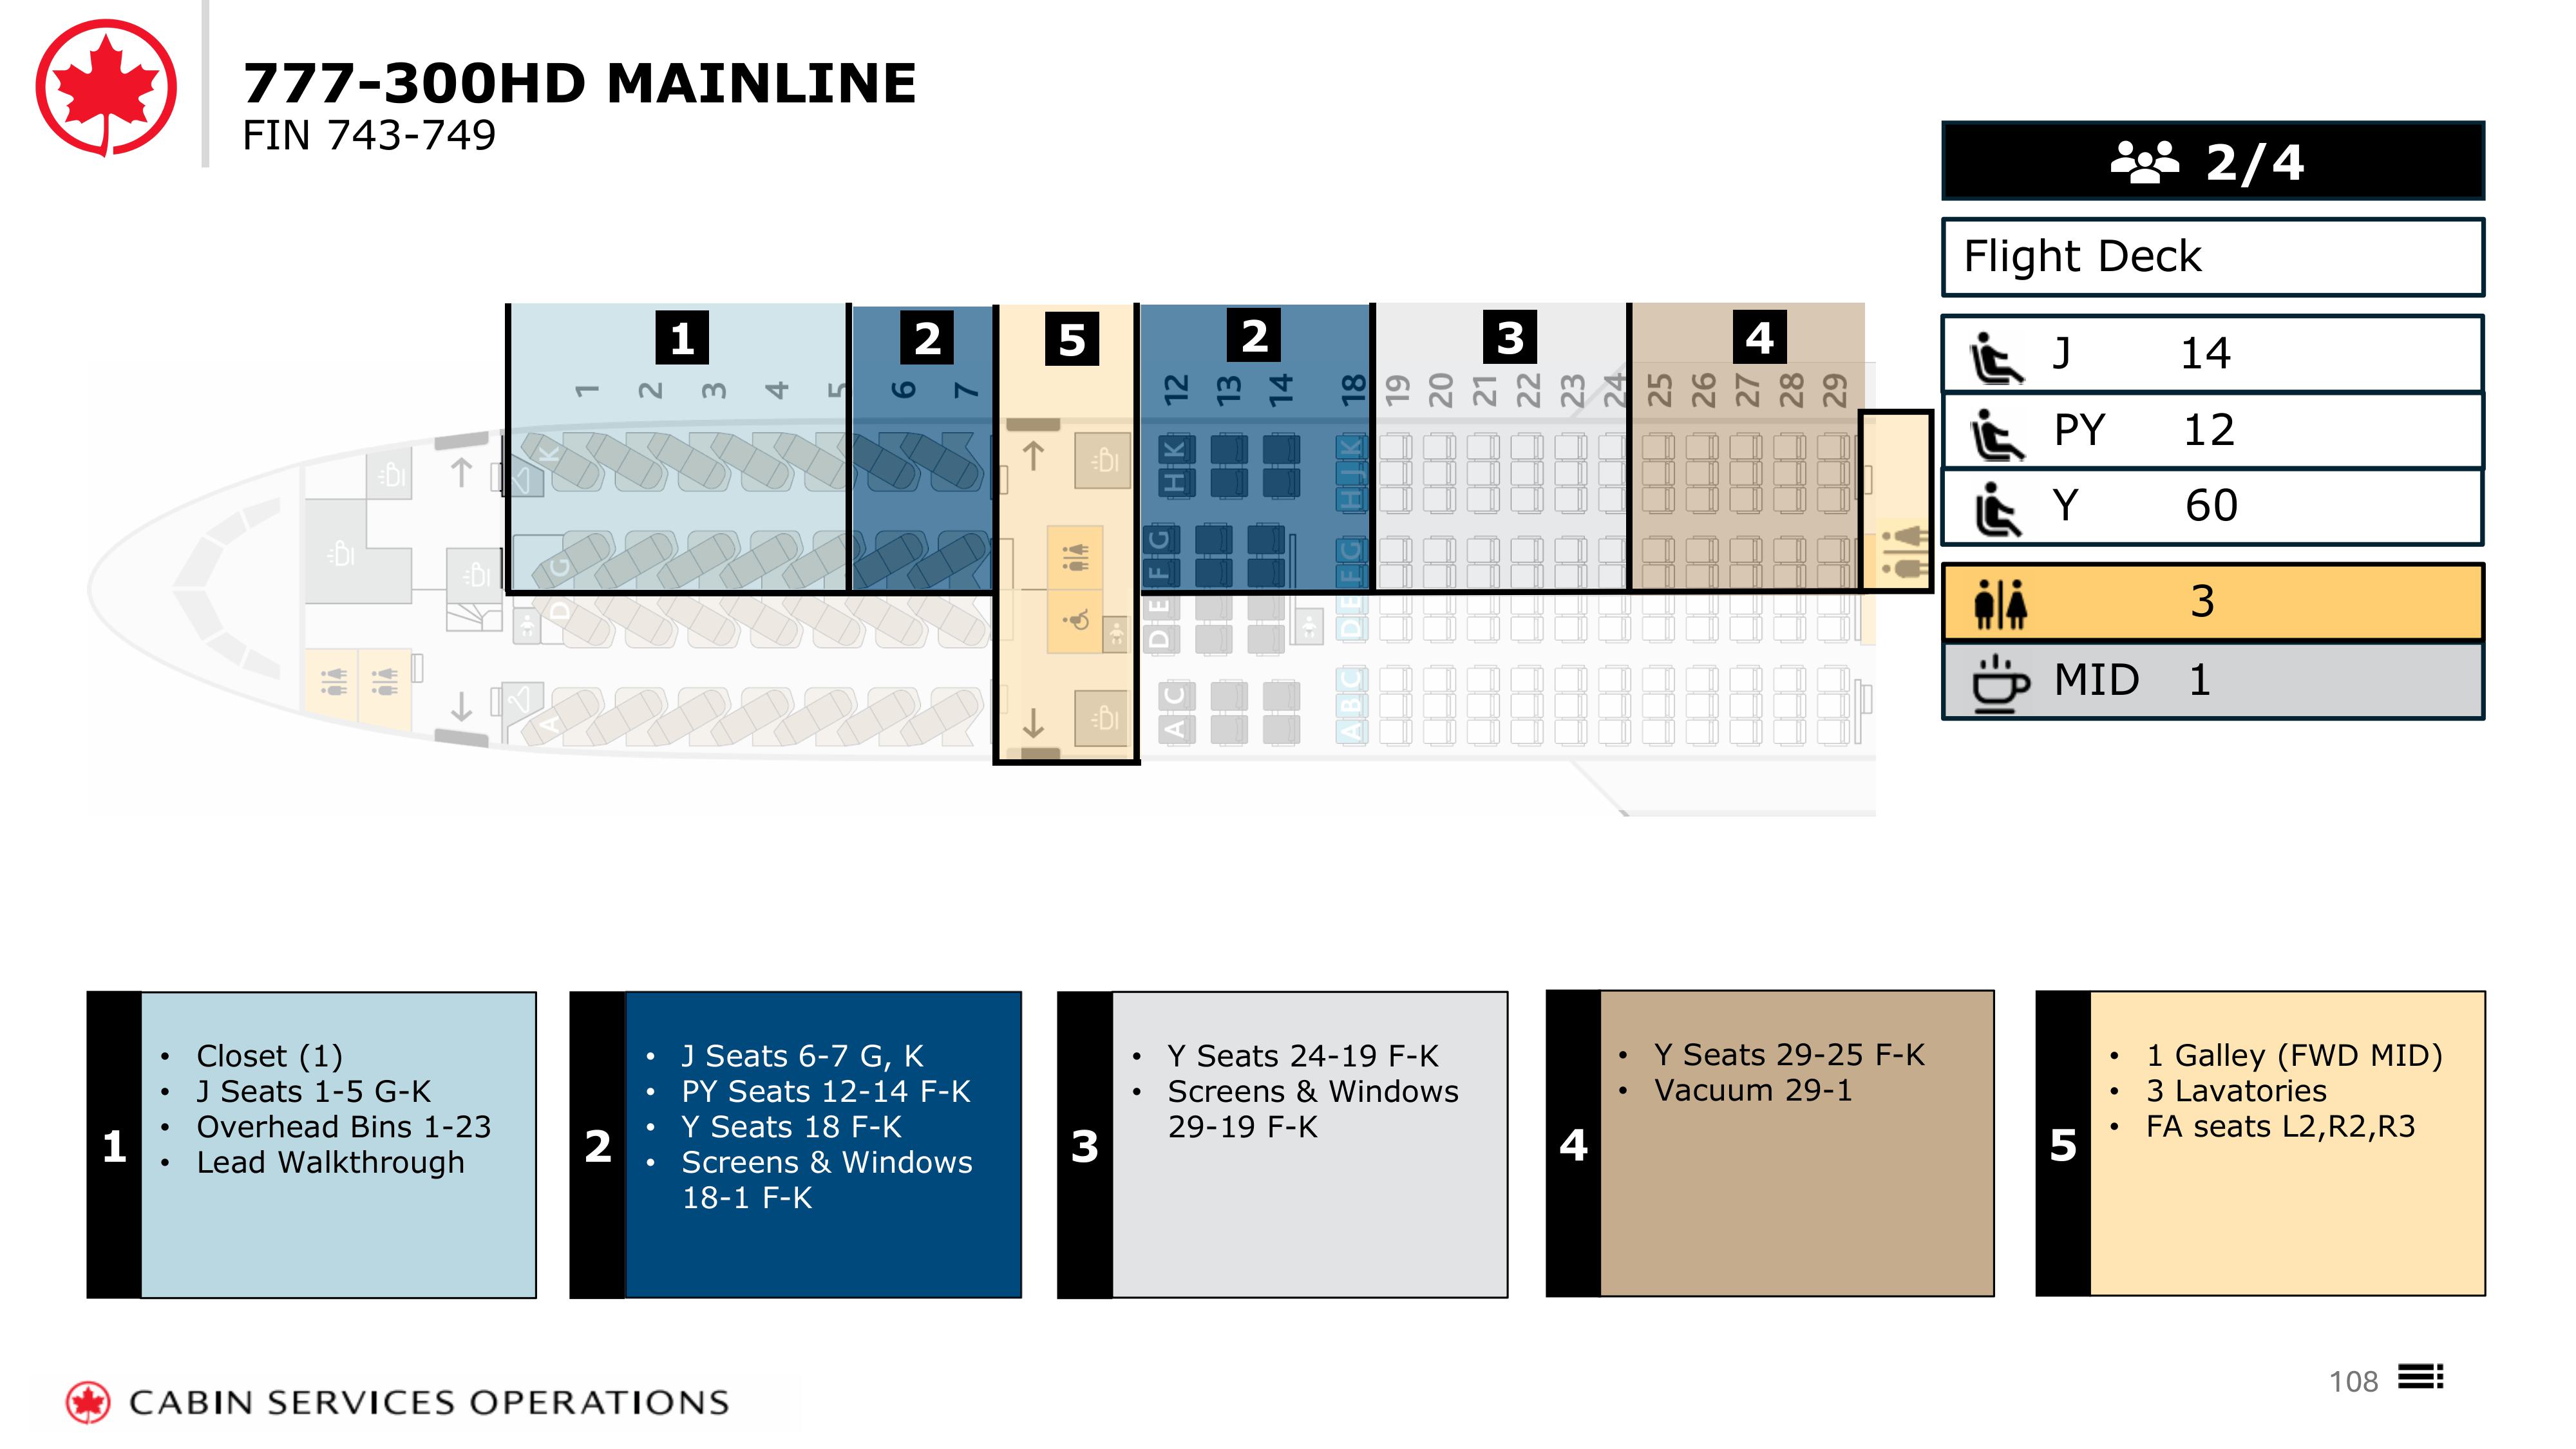 777-300HD MAINLINE
FIN 743-749
2/4
Flight Deck
J 14
PY 12
Y 60
3
MID 1
1 2 5 2 3 4
1 2 3 4 5 6 7 12 13 14 18 19 20 21 22 23 24 25 26 27 28 29
K
G
D
A
H K
F G
D E
A C
H J K
F G
D E
A B C
1
• Closet (1)
• J Seats 1-5 G-K
• Overhead Bins 1-23
• Lead Walkthrough
2
• J Seats 6-7 G, K
• PY Seats 12-14 F-K
• Y Seats 18 F-K
• Screens & Windows
18-1 F-K
3
• Y Seats 24-19 F-K
• Screens & Windows
29-19 F-K
4
• Y Seats 29-25 F-K
• Vacuum 29-1
5
• 1 Galley (FWD MID)
• 3 Lavatories
• FA seats L2,R2,R3
CABIN SERVICES OPERATIONS
108